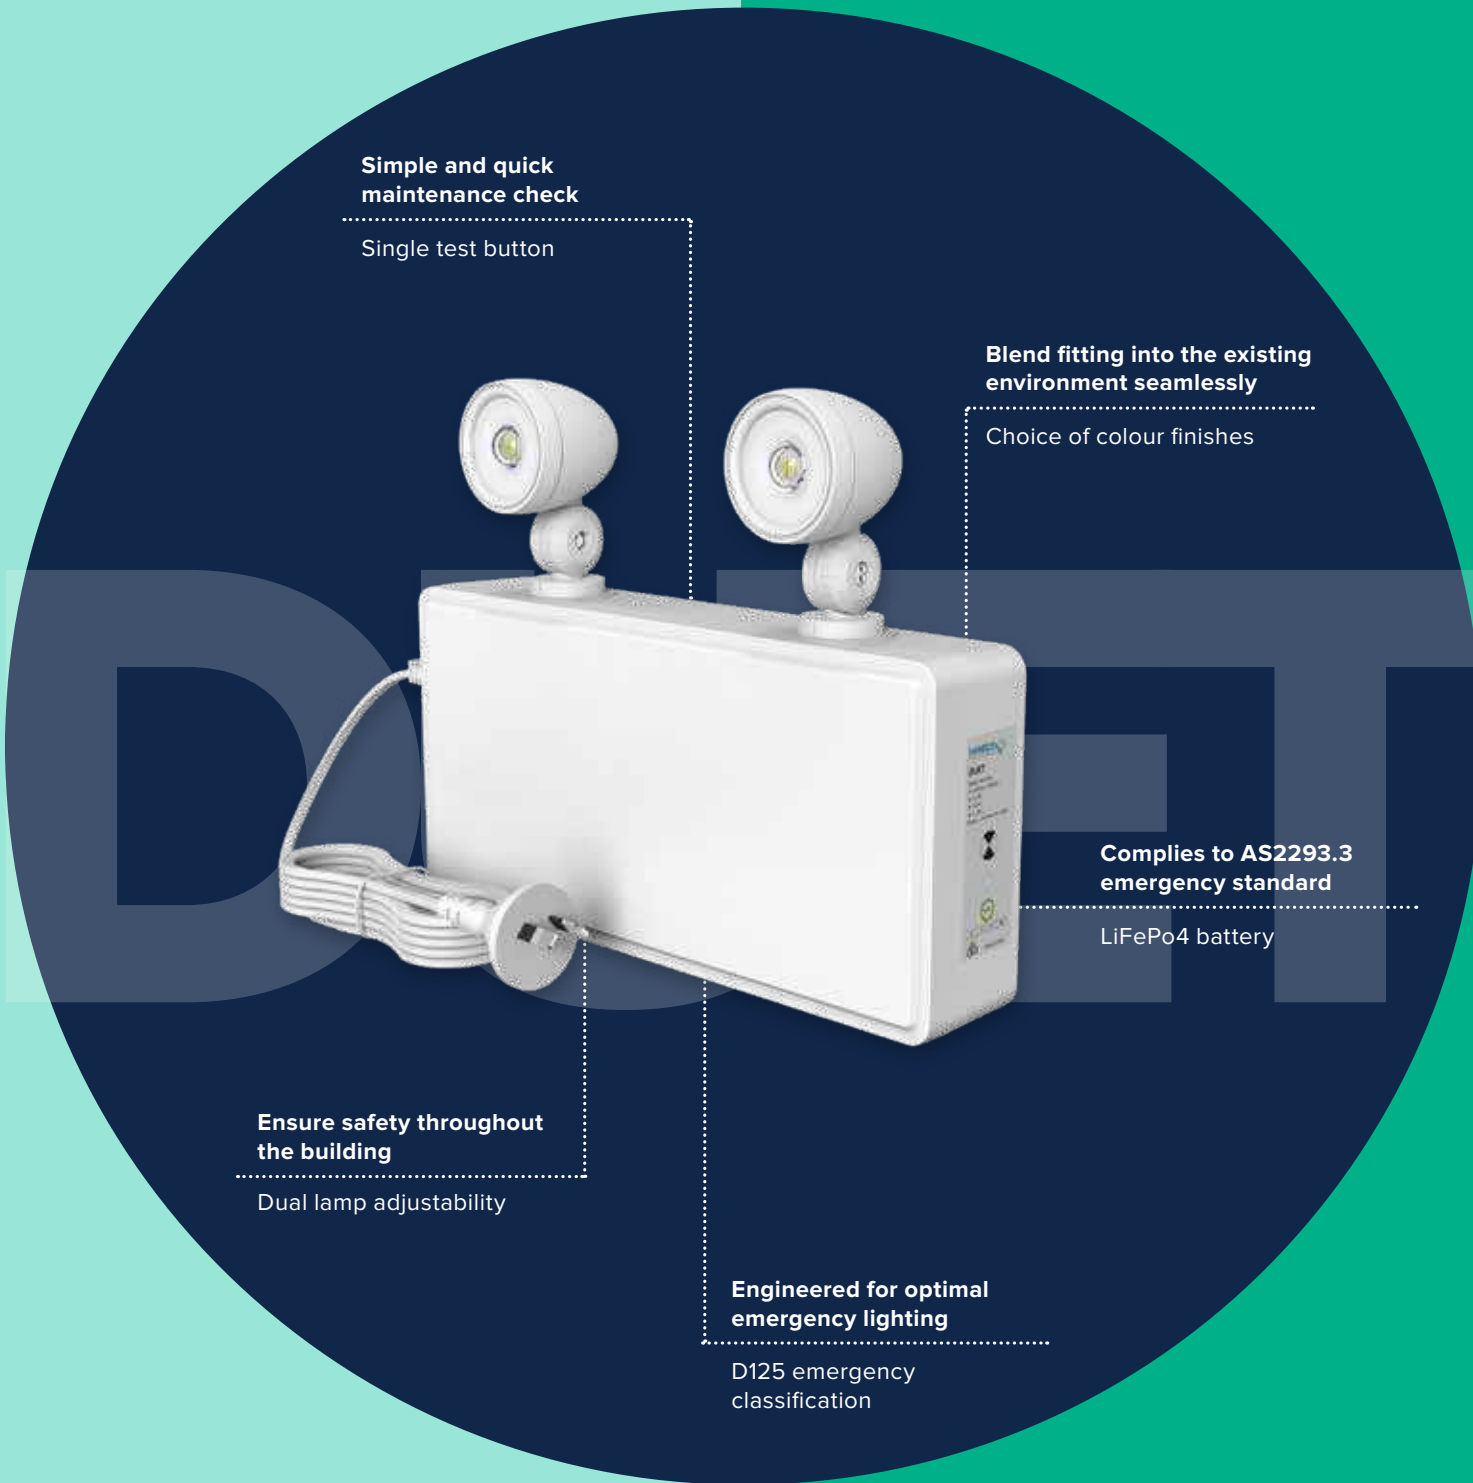 Simple and quick
maintenance check
Single test button
Blend fitting into the existing
environment seamlessly
Choice of colour finishes
DUET
DUET
Complies to AS2293.3
emergency standard
LiFePo4 battery
Ensure safety throughout
the building
Dual lamp adjustability
Engineered for optimal
emergency lighting
D125 emergency
classification